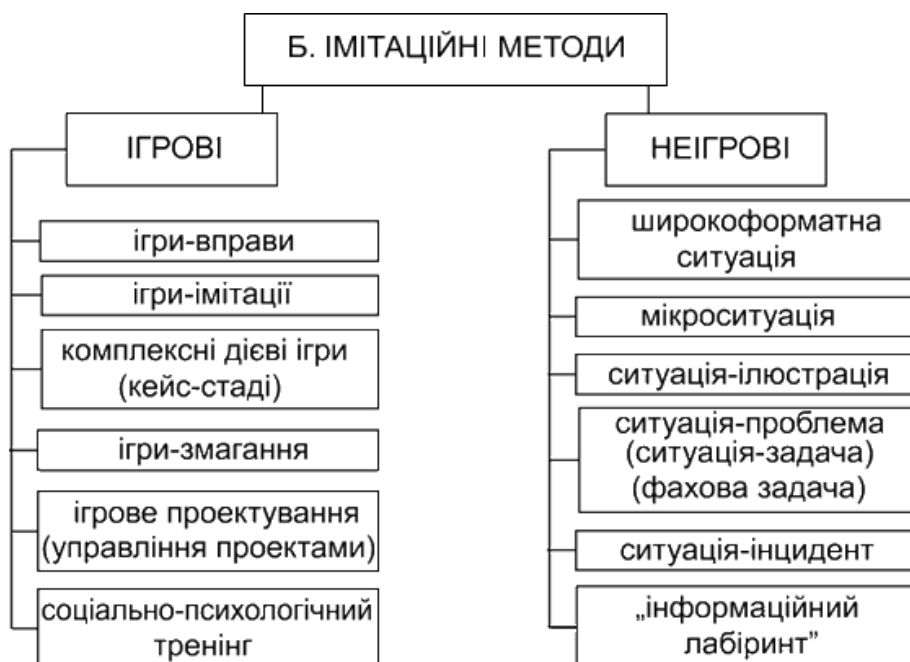 Б. ІМІТАЦІЙНІ МЕТОДИ
ІГРОВІ
ігри-вправи
ігри-імітації
комплексні дієві ігри
(кейс-стаді)
ігри-змагання
ігрове проектування
(управління проектами)
соціально-психологічний
тренінг
НЕІГРОВІ
широкоформатна
ситуація
мікроситуація
ситуація-ілюстрація
ситуація-проблема
(ситуація-задача)
(фахова задача)
ситуація-інцидент
„інформаційний
лабіринт”